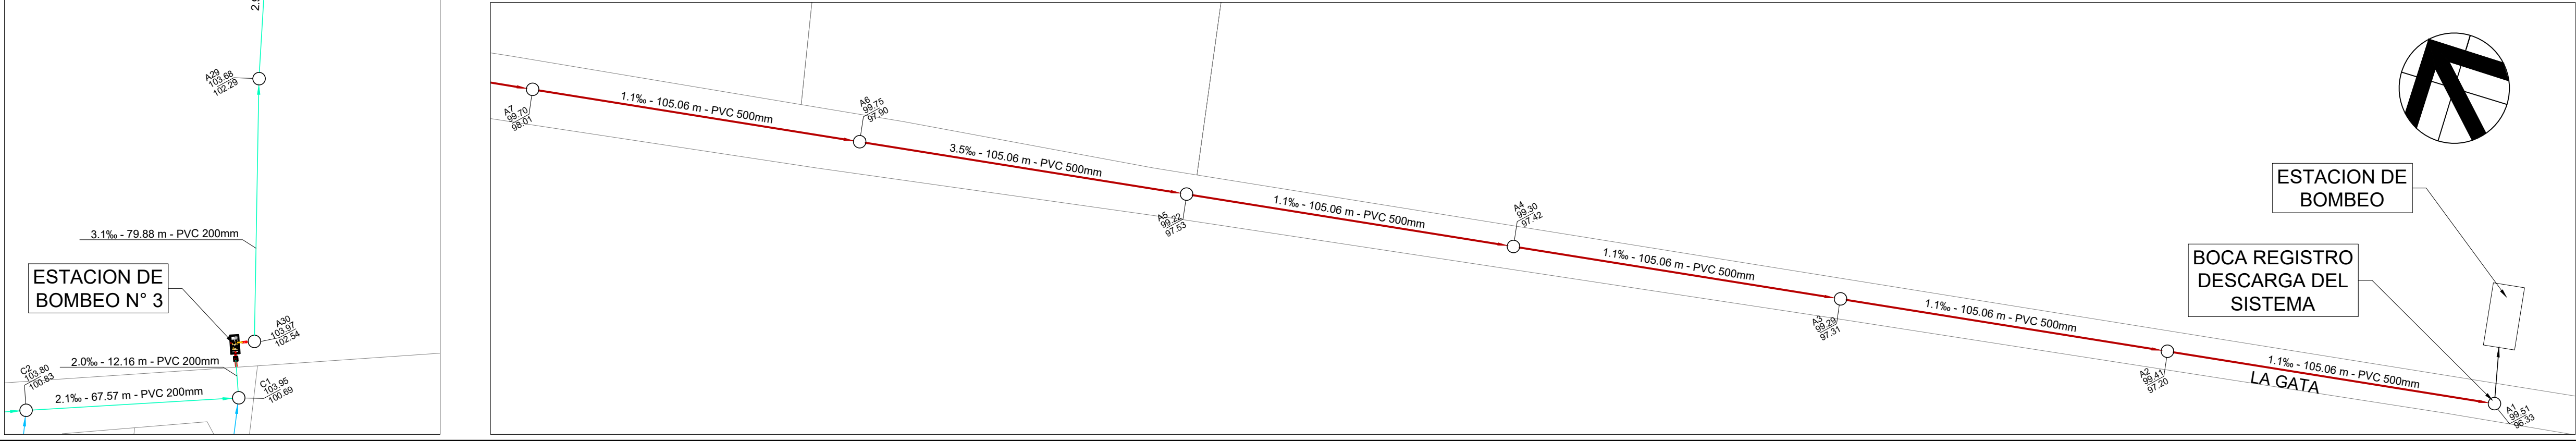 2.9
A29
103.68
102.29
3.1‰ - 79.88 m - PVC 200mm
ESTACION DE
BOMBEO N° 3
A30
103.97
102.54
2.0‰ - 12.16 m - PVC 200mm
C2
103.80
100.83
C1
103.95
100.69
2.1‰ - 67.57 m - PVC 200mm
A7
99.70
98.01
1.1‰ - 105.06 m - PVC 500mm
A6
99.75
97.90
3.5‰ - 105.06 m - PVC 500mm
A5
99.22
97.53
1.1‰ - 105.06 m - PVC 500mm
A4
99.30
97.42
1.1‰ - 105.06 m - PVC 500mm
A3
99.29
97.31
1.1‰ - 105.06 m - PVC 500mm
A2
99.41
97.20
1.1‰ - 105.06 m - PVC 500mm
LA GATA
A1
99.51
96.33
ESTACION DE
BOMBEO
BOCA REGISTRO
DESCARGA DEL
SISTEMA